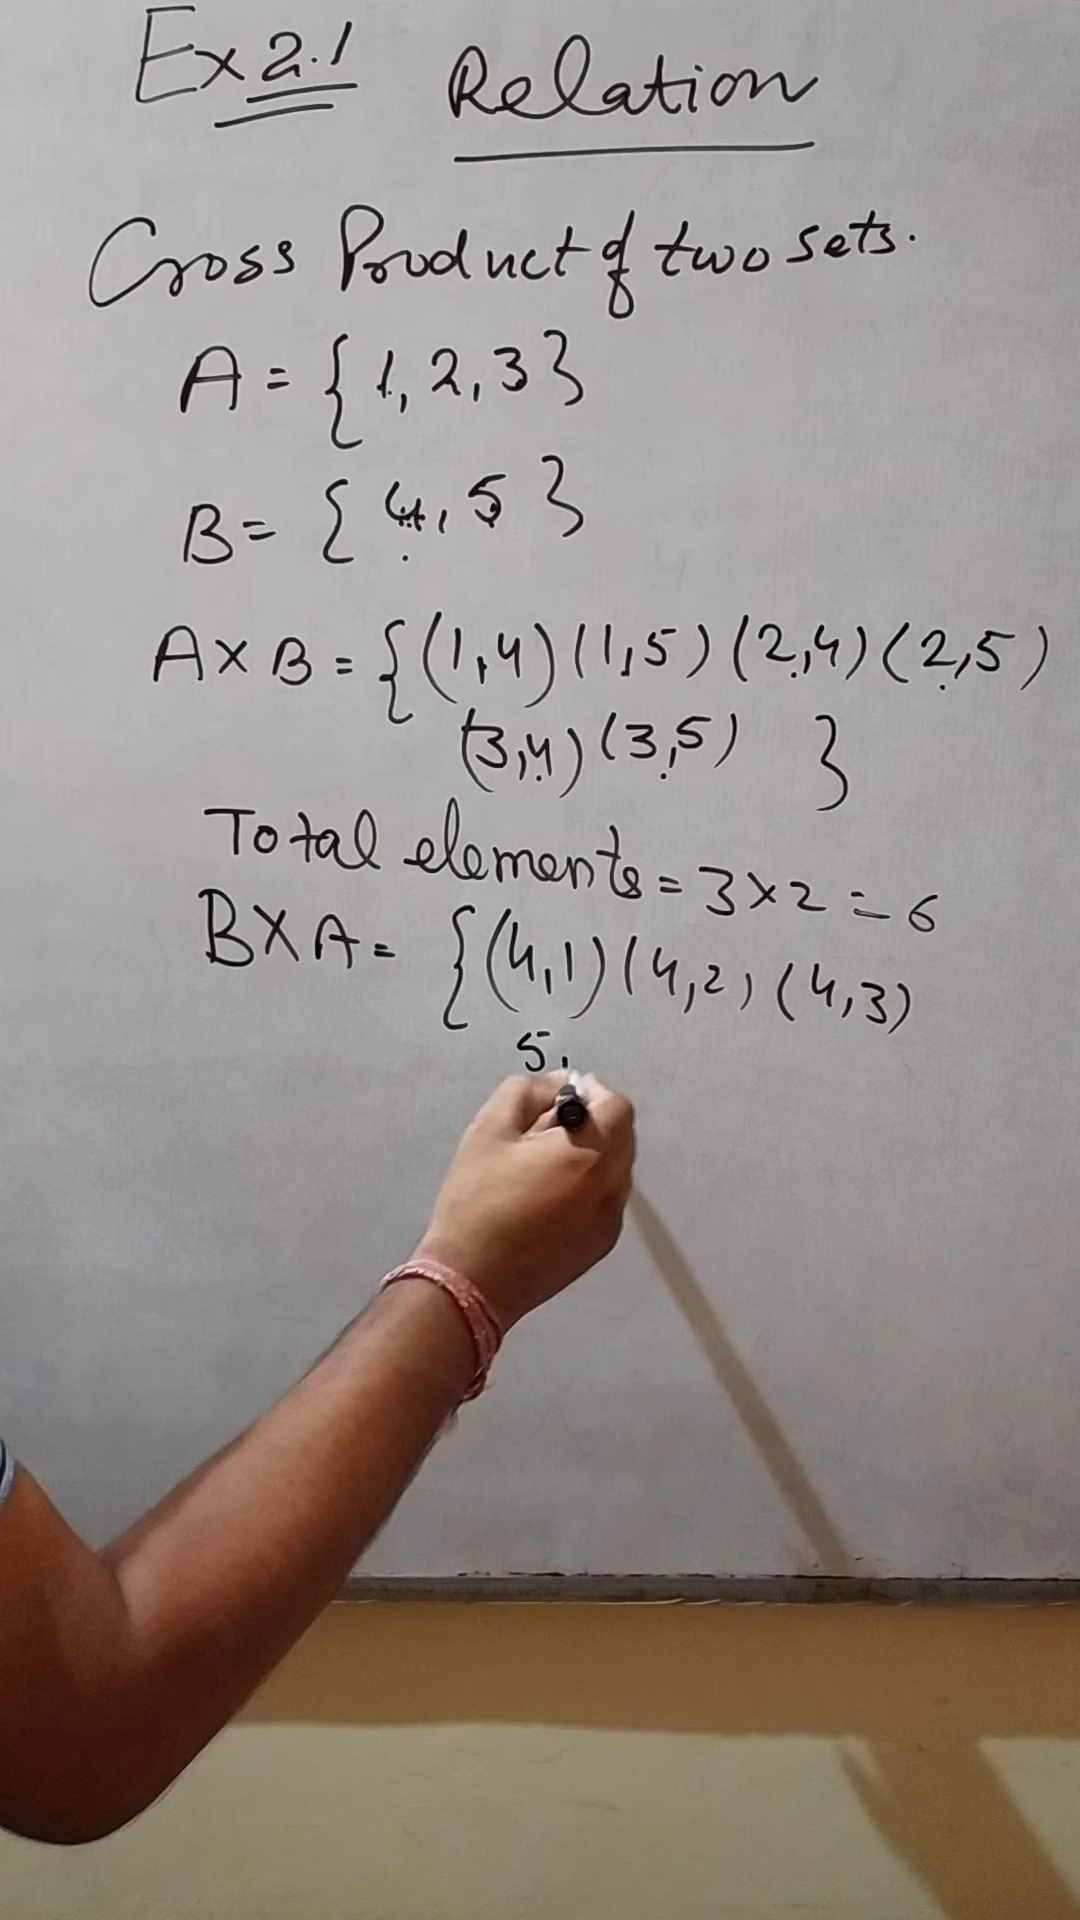 Ex 2.1 Relation
Cross Product of two sets.
A = { 1, 2, 3 }
B = { 4, 5 }
A X B = { (1,4) (1,5) (2,4) (2,5)
(3,4) (3,5) }
Total elements = 3 x 2 = 6
B X A = { (4,1) (4,2) (4,3)
5,